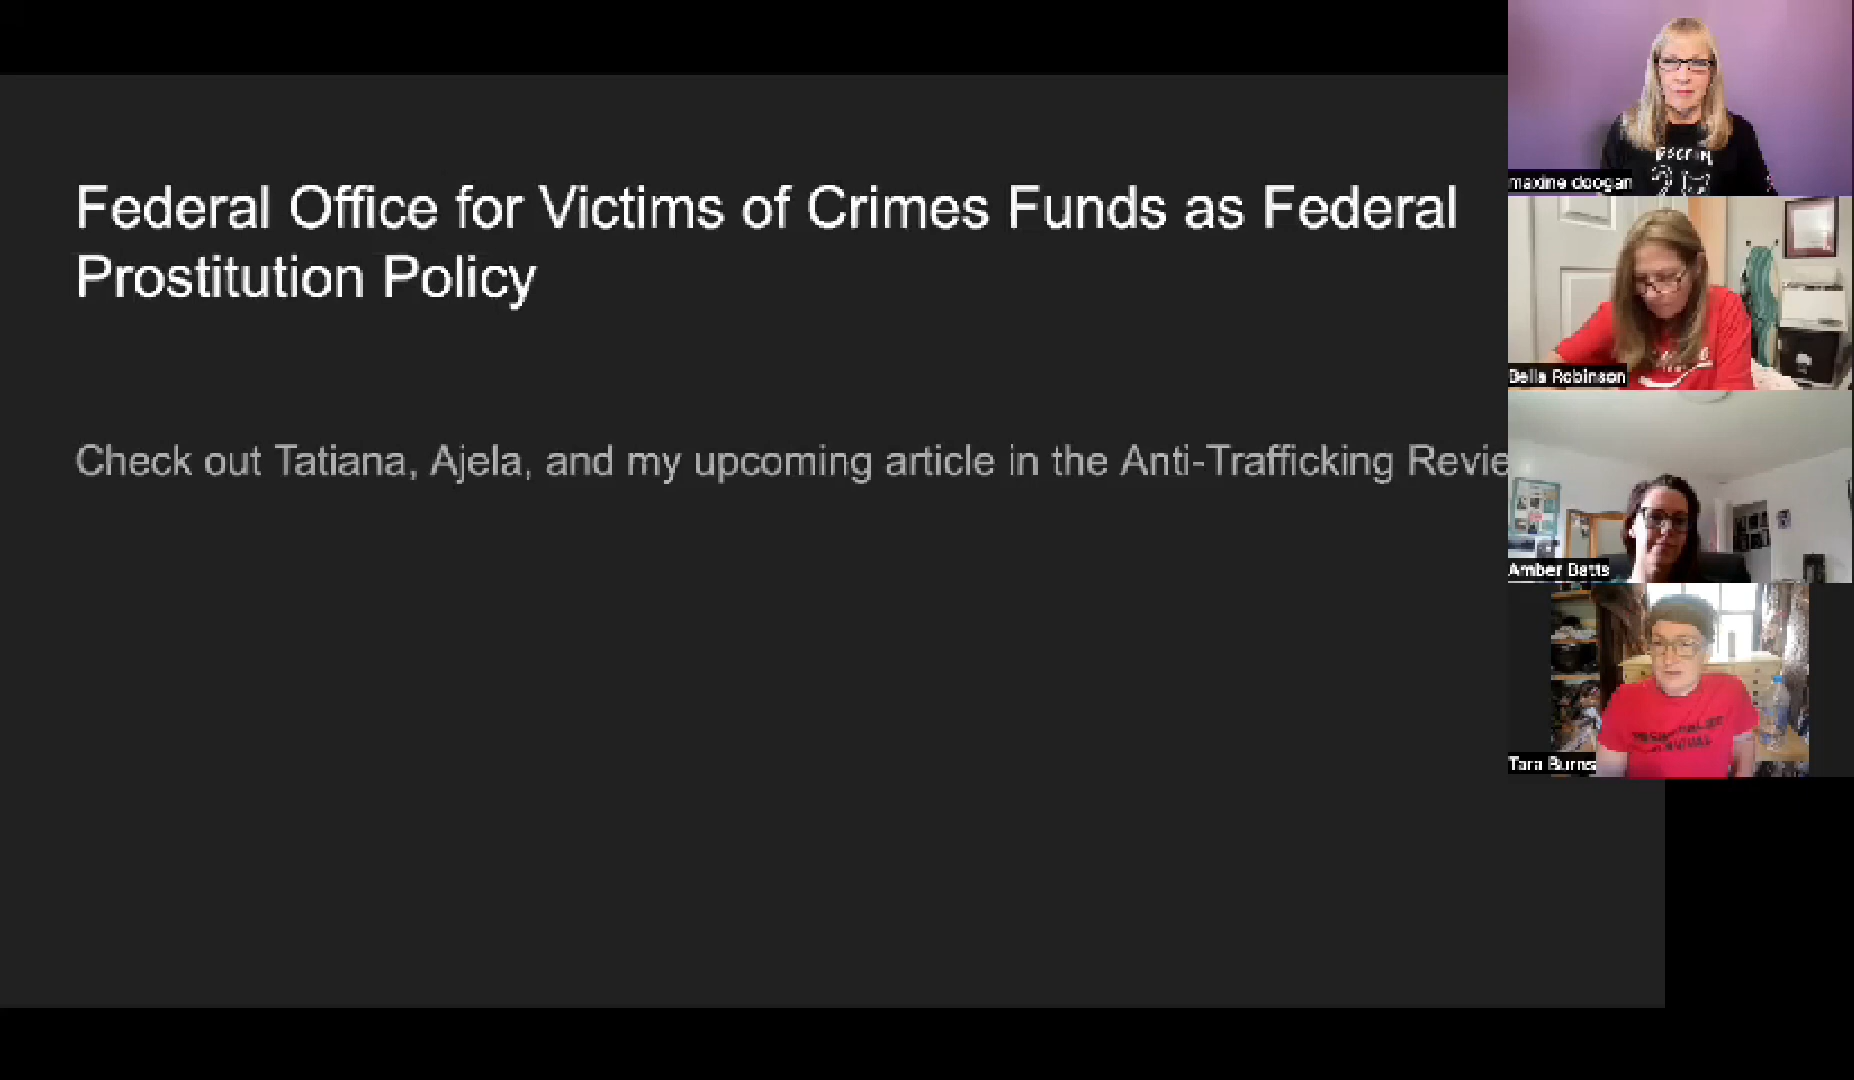 Federal Office for Victims of Crimes Funds as Federal
Prostitution Policy
Check out Tatiana, Ajela, and my upcoming article in the Anti-Trafficking Revie
maxine doogan
Bella Robinson
Amber Batts
Tara Burns